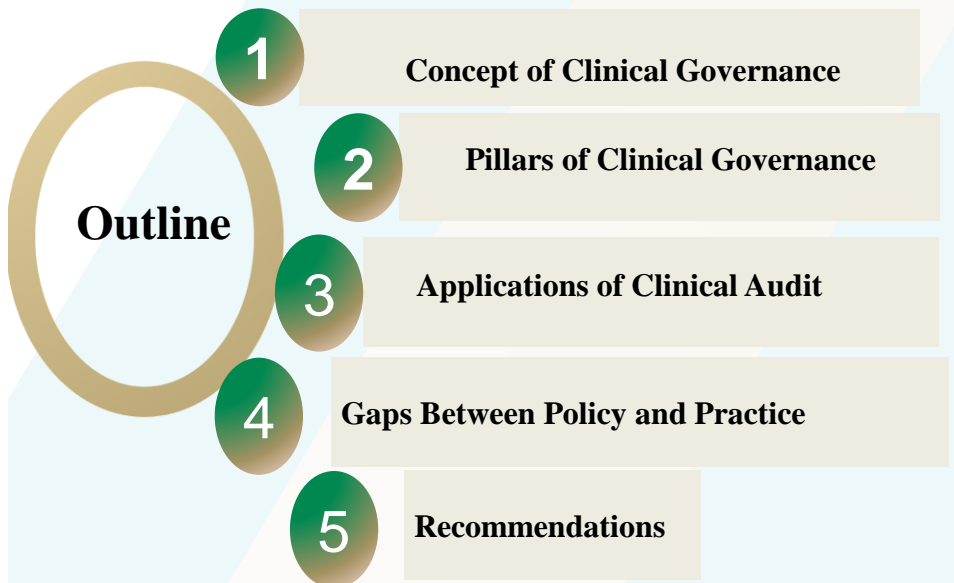 Outline
1
Concept of Clinical Governance
2
Pillars of Clinical Governance
3
Applications of Clinical Audit
4
Gaps Between Policy and Practice
5
Recommendations